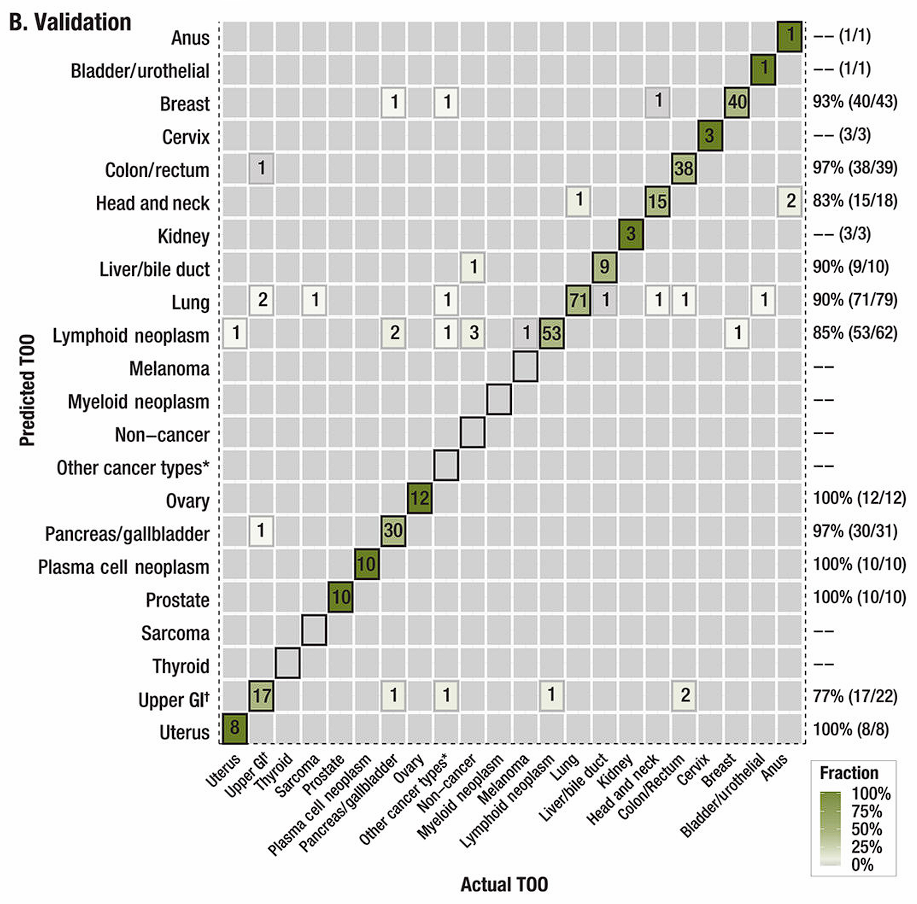 B. Validation
Anus 1 –– (1/1)
Bladder/urothelial 1 –– (1/1)
Breast 1 1 1 40 93% (40/43)
Cervix 3 –– (3/3)
Colon/rectum 1 38 97% (38/39)
Head and neck 1 15 2 83% (15/18)
Kidney 3 –– (3/3)
Liver/bile duct 1 9 90% (9/10)
Lung 2 1 1 71 1 1 1 1 90% (71/79)
Lymphoid neoplasm 1 2 1 3 1 53 1 85% (53/62)
Melanoma ––
Myeloid neoplasm ––
Non–cancer ––
Other cancer types* ––
Ovary 12 100% (12/12)
Pancreas/gallbladder 1 30 97% (30/31)
Plasma cell neoplasm 10 100% (10/10)
Prostate 10 100% (10/10)
Sarcoma ––
Thyroid ––
Upper GI† 17 1 1 1 2 77% (17/22)
Uterus 8 100% (8/8)
Predicted TOO
Uterus
Upper GI†
Thyroid
Sarcoma
Prostate
Plasma cell neoplasm
Pancreas/gallbladder
Ovary
Other cancer types*
Non–cancer
Myeloid neoplasm
Melanoma
Lymphoid neoplasm
Lung
Liver/bile duct
Kidney
Head and neck
Colon/Rectum
Cervix
Breast
Bladder/urothelial
Anus
Actual TOO
Fraction
100%
75%
50%
25%
0%